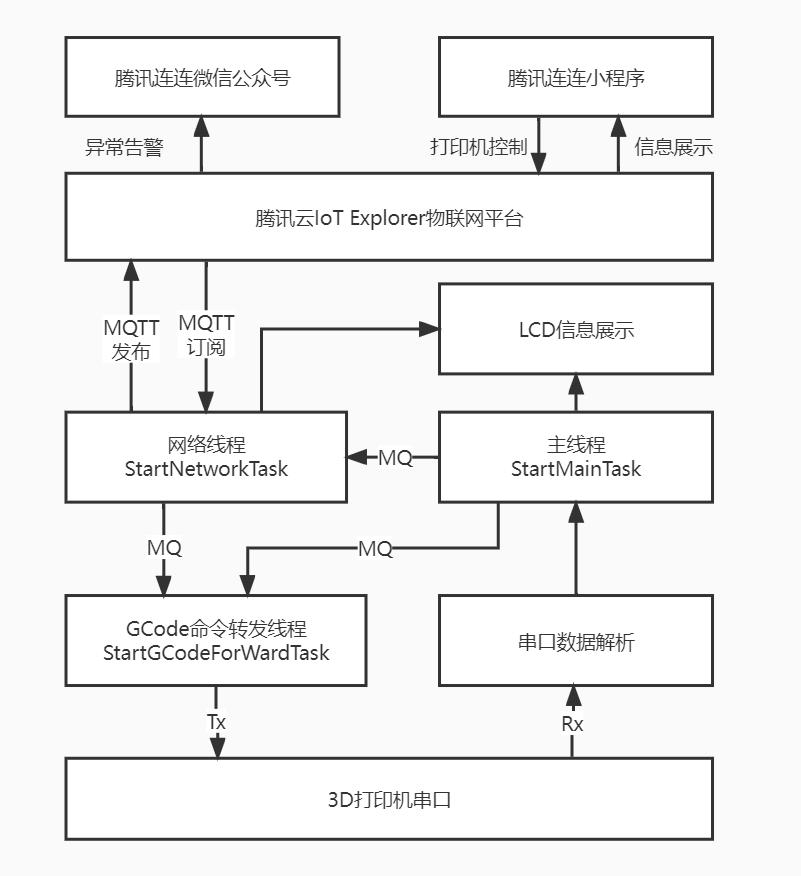 腾讯连连微信公众号
腾讯连连小程序
异常告警
打印机控制
信息展示
腾讯云IoT Explorer物联网平台
MQTT
发布
MQTT
订阅
LCD信息展示
网络线程
StartNetworkTask
MQ
主线程
StartMainTask
MQ
MQ
GCode命令转发线程
StartGCodeForWardTask
串口数据解析
Tx
Rx
3D打印机串口